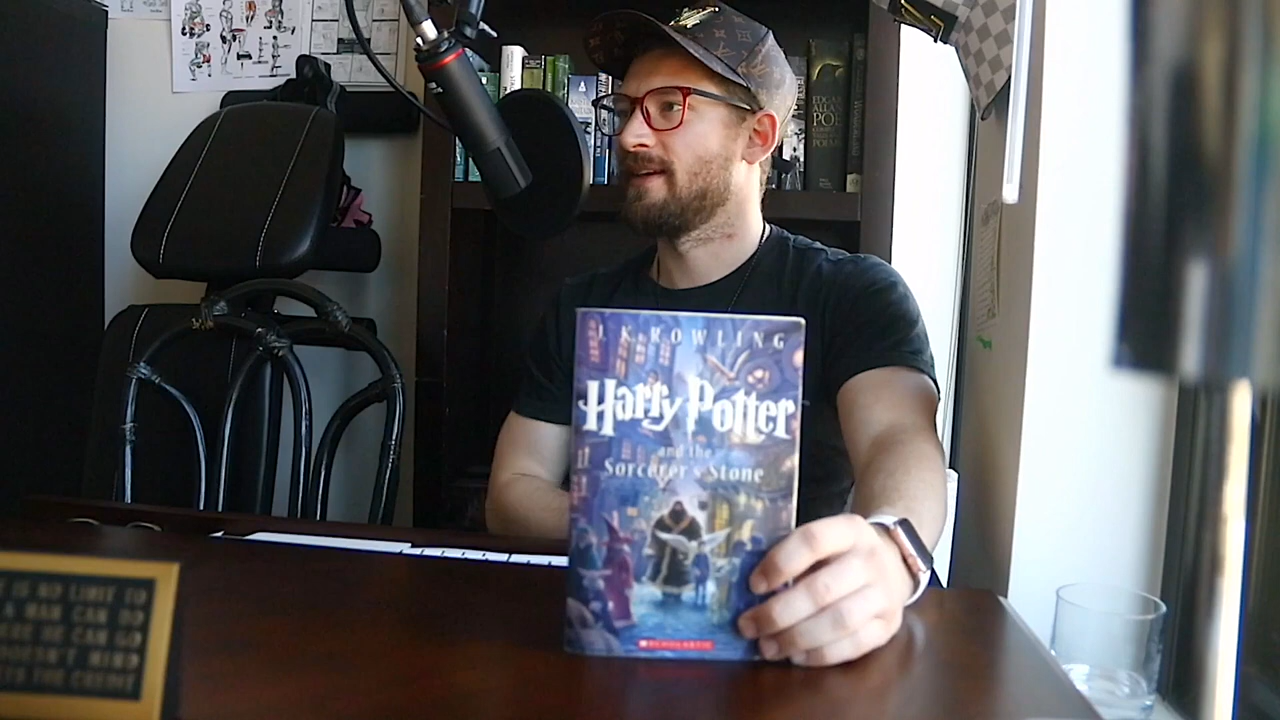 EDGAR
ALLAN
POE
J. K. ROWLING
Harry Potter
and the
Sorcerer's Stone
SCHOLASTIC
IS NO LIMIT TO
A MAN CAN DO
HE CAN GO
DOESN'T MIND
THE CREDIT